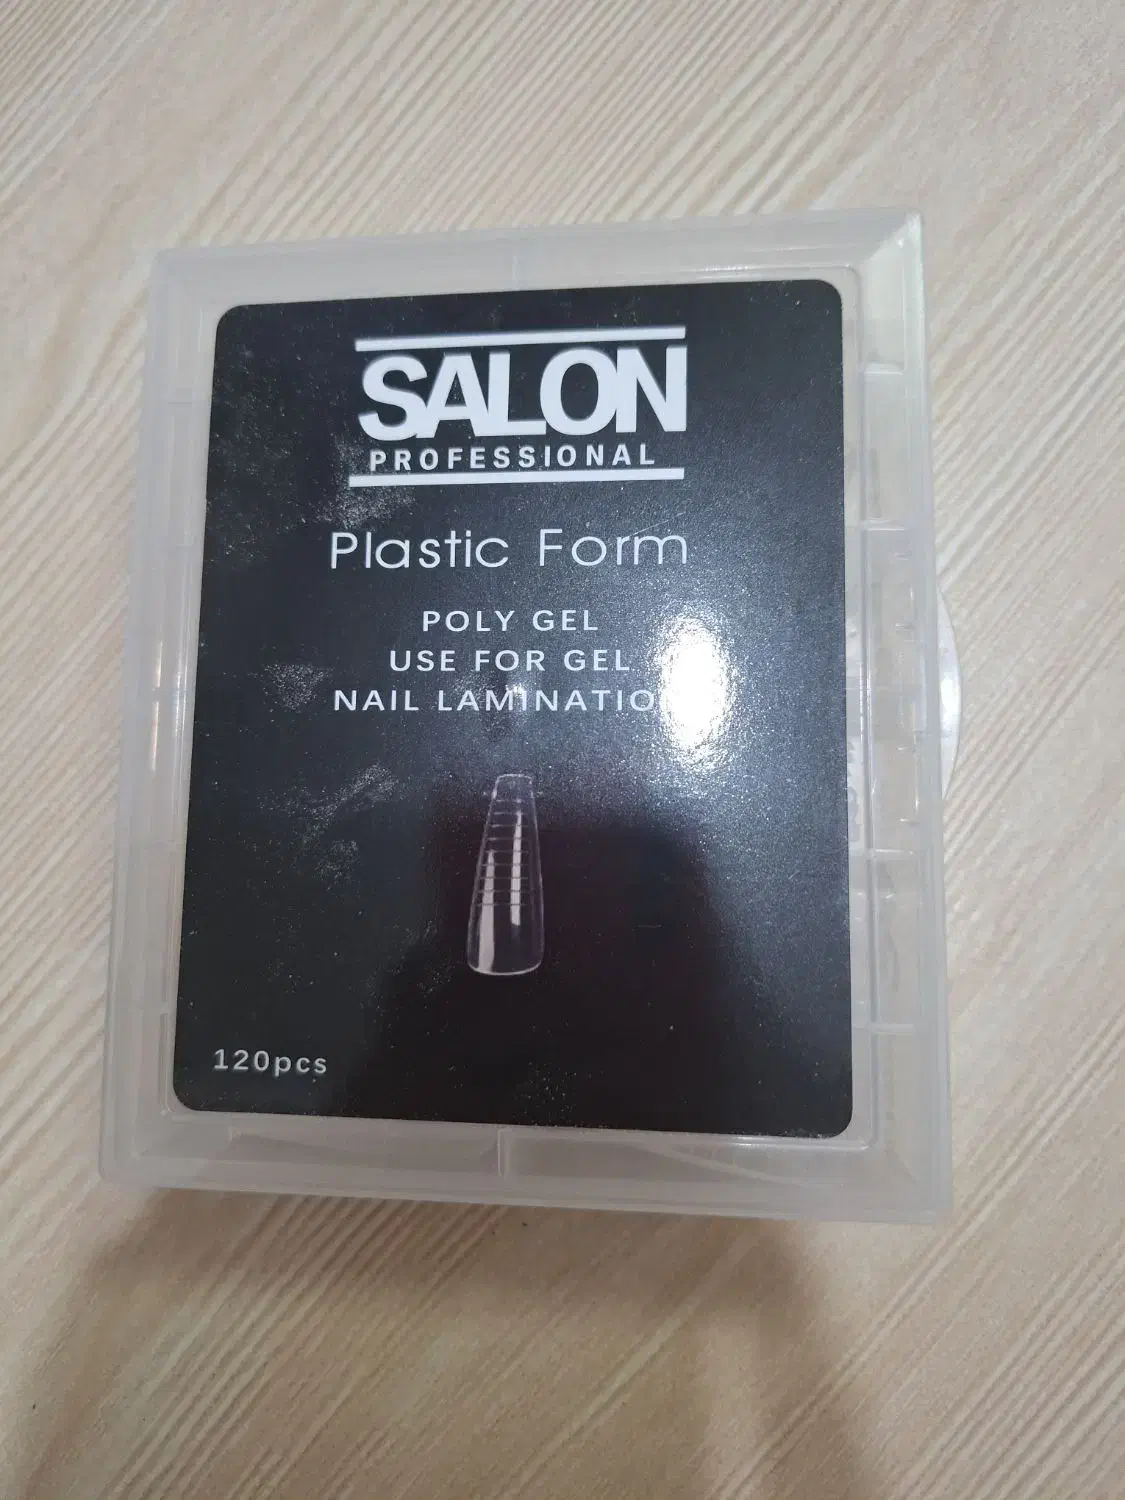 SALON
PROFESSIONAL
Plastic Form
POLY GEL
USE FOR GEL
NAIL LAMINATIO
120pcs